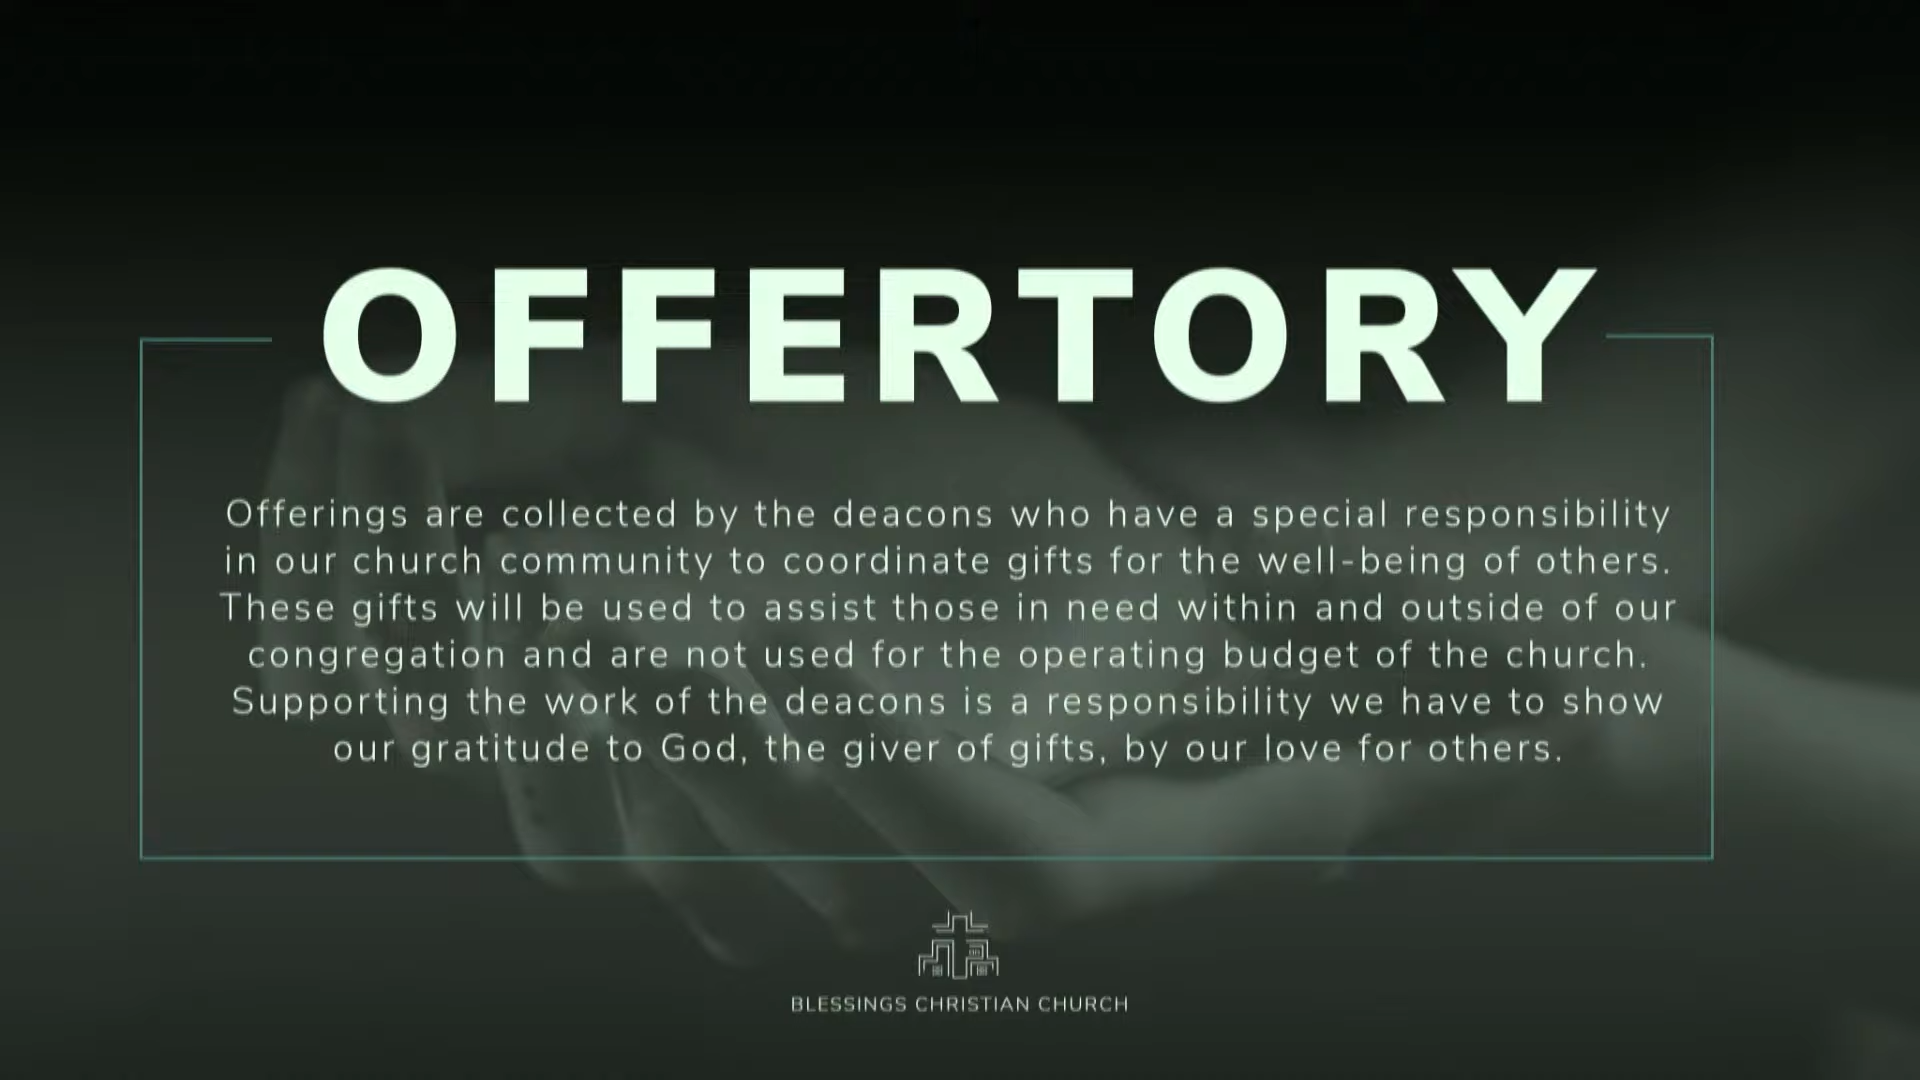 OFFERTORY
Offerings are collected by the deacons who have a special responsibility
in our church community to coordinate gifts for the well-being of others.
These gifts will be used to assist those in need within and outside of our
congregation and are not used for the operating budget of the church.
Supporting the work of the deacons is a responsibility we have to show
our gratitude to God, the giver of gifts, by our love for others.
BLESSINGS CHRISTIAN CHURCH